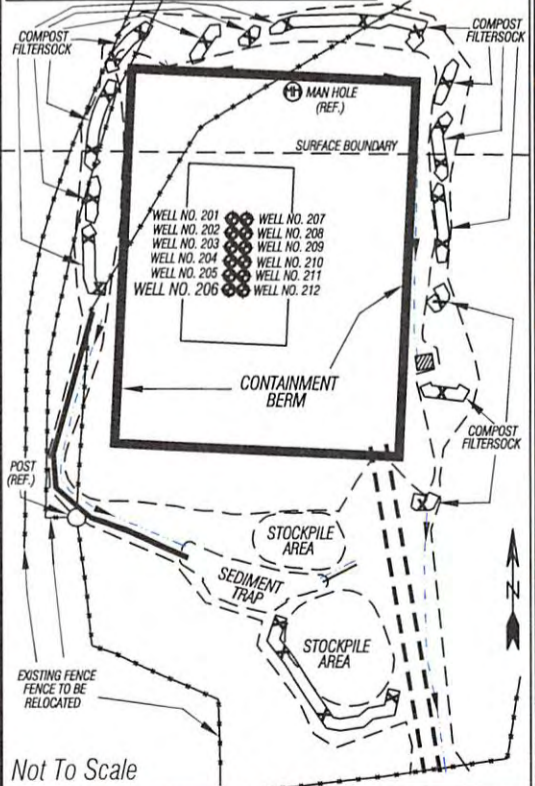 COMPOST
FILTERSOCK
COMPOST
FILTERSOCK
MH
MAN HOLE
(REF.)
SURFACE BOUNDARY
WELL NO. 201
WELL NO. 207
WELL NO. 202
WELL NO. 208
WELL NO. 203
WELL NO. 209
WELL NO. 204
WELL NO. 210
WELL NO. 205
WELL NO. 211
WELL NO. 206
WELL NO. 212
CONTAINMENT
BERM
COMPOST
FILTERSOCK
POST
(REF.)
STOCKPILE
AREA
SEDIMENT
TRAP
STOCKPILE
AREA
N
EXISTING FENCE
FENCE TO BE
RELOCATED
Not To Scale